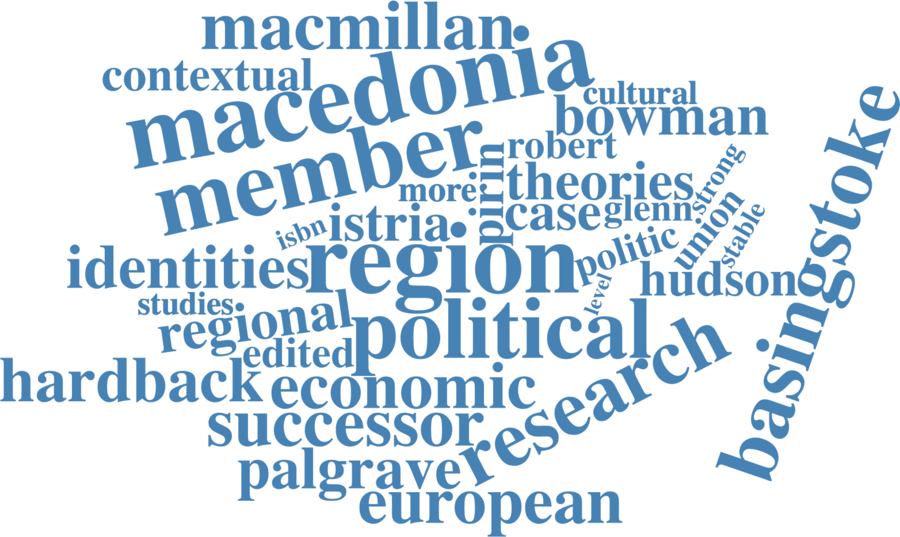 macmillan
contextual
macedonia
cultural
bowman
member
robert
more
pirin
theories
strong
basingstoke
isbn
istria
case
glenn
union
stable
identities
region
politic
hudson
level
studies
regional
political
edited
research
hardback
economic
successor
palgrave
european